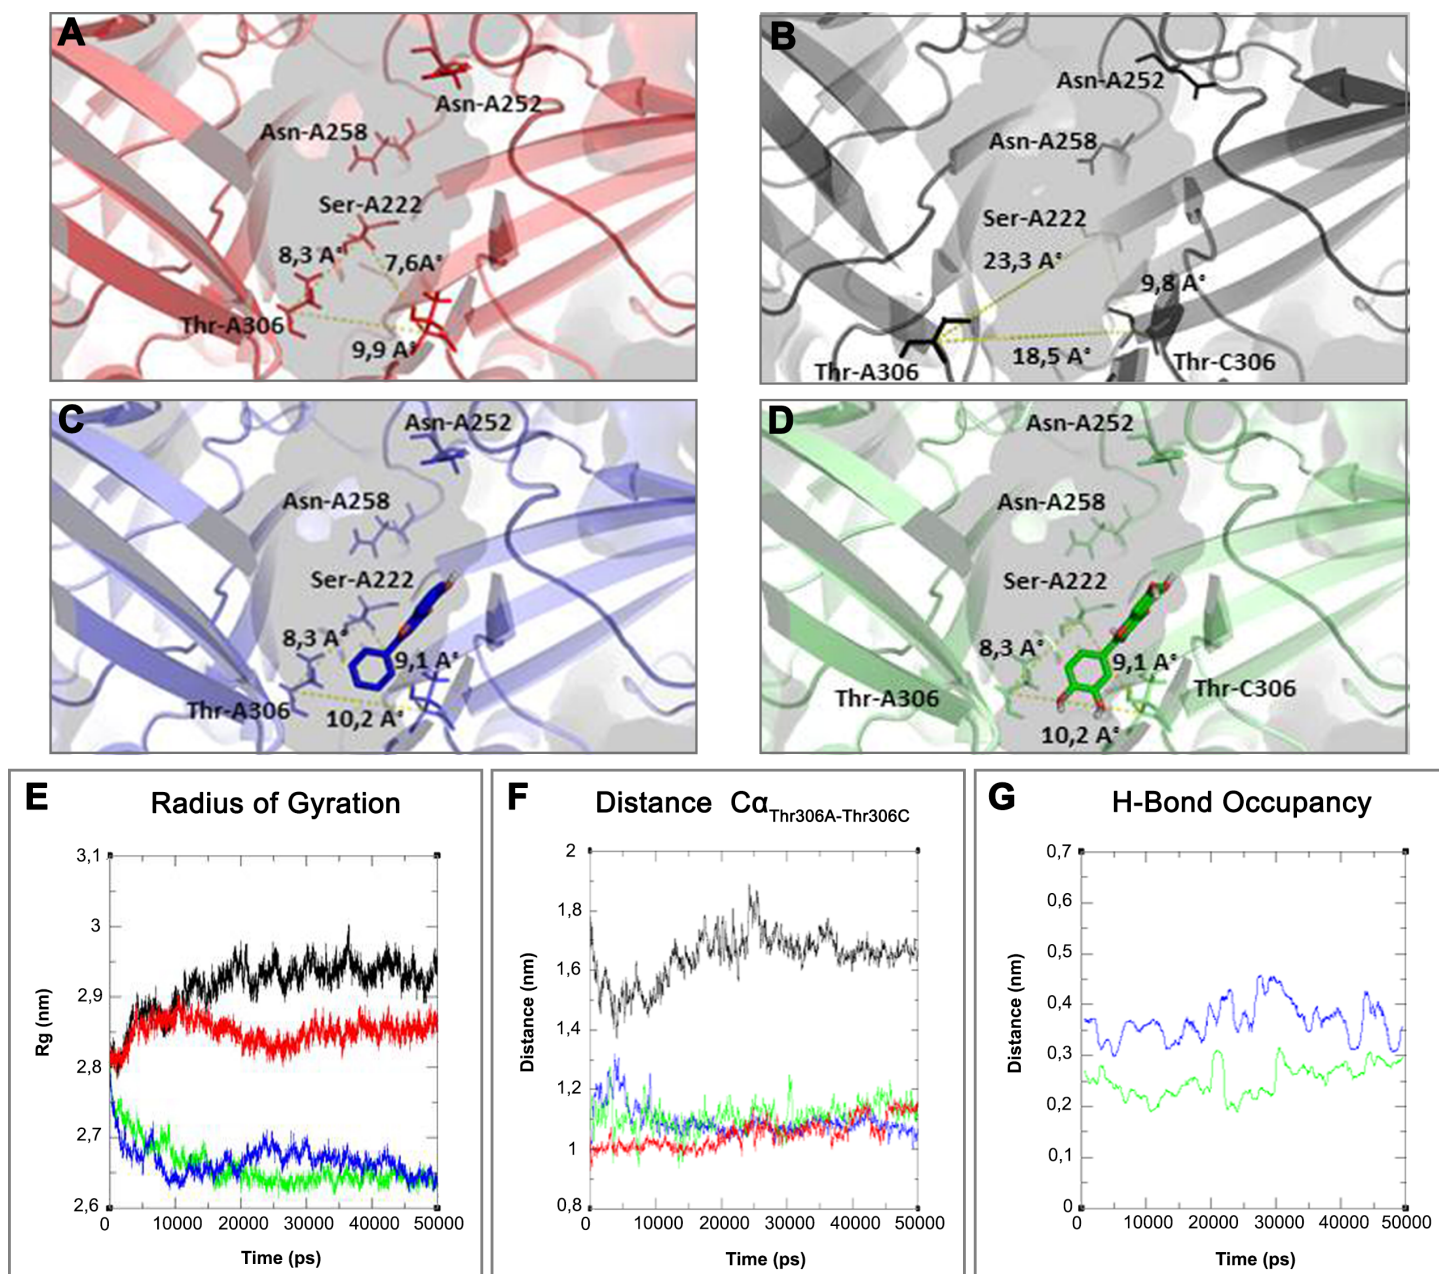 A
Asn-A252
Asn-A258
Ser-A222
8,3 A°
7,6A°
Thr-A306
9,9 A°
B
Asn-A252
Asn-A258
Ser-A222
23,3 A°
9,8 A°
18,5 A°
Thr-A306
Thr-C306
C
Asn-A252
Asn-A258
Ser-A222
8,3 A°
9,1 A°
Thr-A306
10,2 A°
D
Asn-A252
Asn-A258
Ser-A222
8,3 A°
9,1 A°
Thr-A306
Thr-C306
10,2 A°
E
Radius of Gyration
3,1
3
2,9
2,8
2,7
2,6
Rg (nm)
0 10000 20000 30000 40000 50000
Time (ps)
F
Distance CαThr306A-Thr306C
2
1,8
1,6
1,4
1,2
1
0,8
Distance (nm)
0 10000 20000 30000 40000 50000
Time (ps)
G
H-Bond Occupancy
0,7
0,6
0,5
0,4
0,3
0,2
0,1
0
Distance (nm)
0 10000 20000 30000 40000 50000
Time (ps)